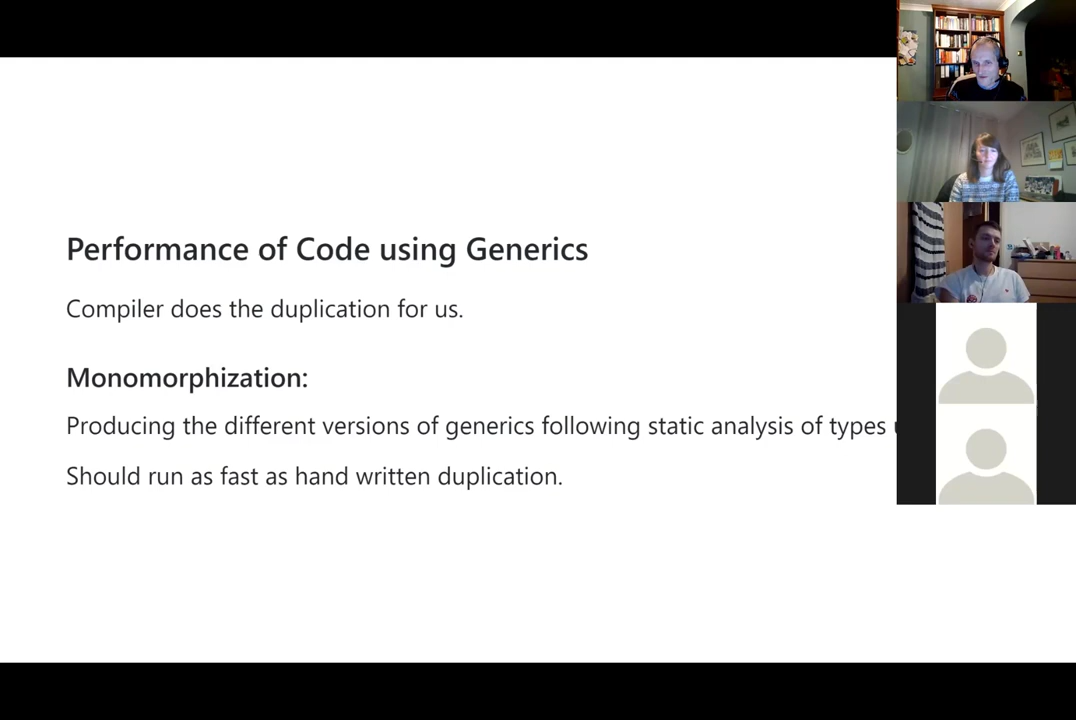 Performance of Code using Generics
Compiler does the duplication for us.
Monomorphization:
Producing the different versions of generics following static analysis of types
Should run as fast as hand written duplication.